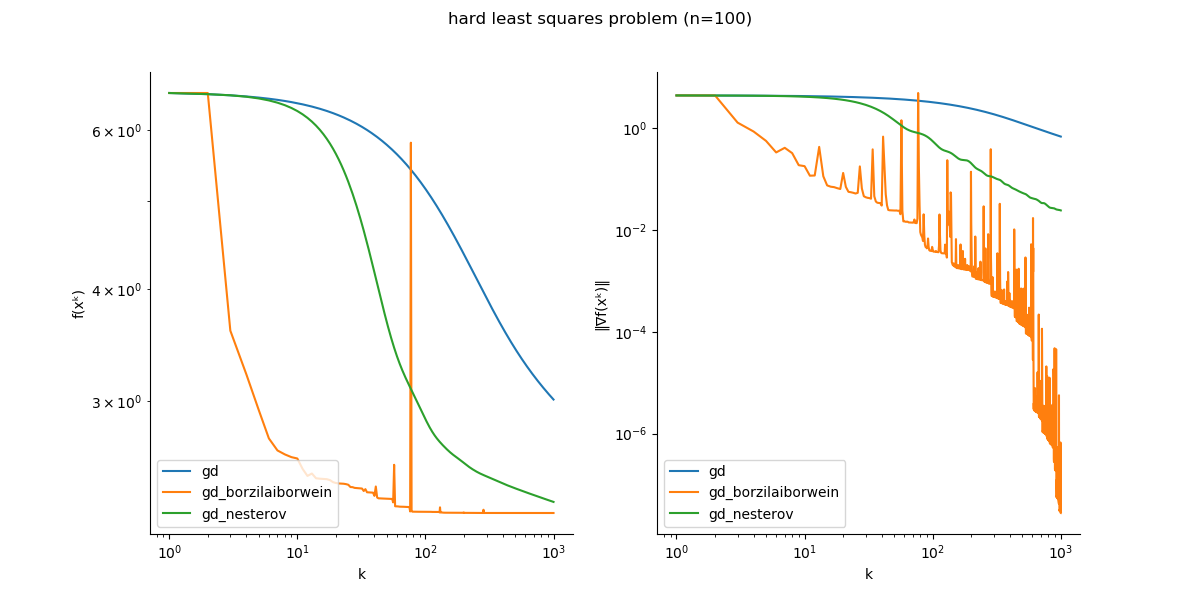 hard least squares problem (n=100)
6 × 10⁰
4 × 10⁰
3 × 10⁰
f(xᵏ)
gd
gd_borzilaiborwein
gd_nesterov
10⁰ 10¹ 10² 10³
k
10⁰
10⁻²
10⁻⁴
10⁻⁶
‖∇f(xᵏ)‖
gd
gd_borzilaiborwein
gd_nesterov
10⁰ 10¹ 10² 10³
k